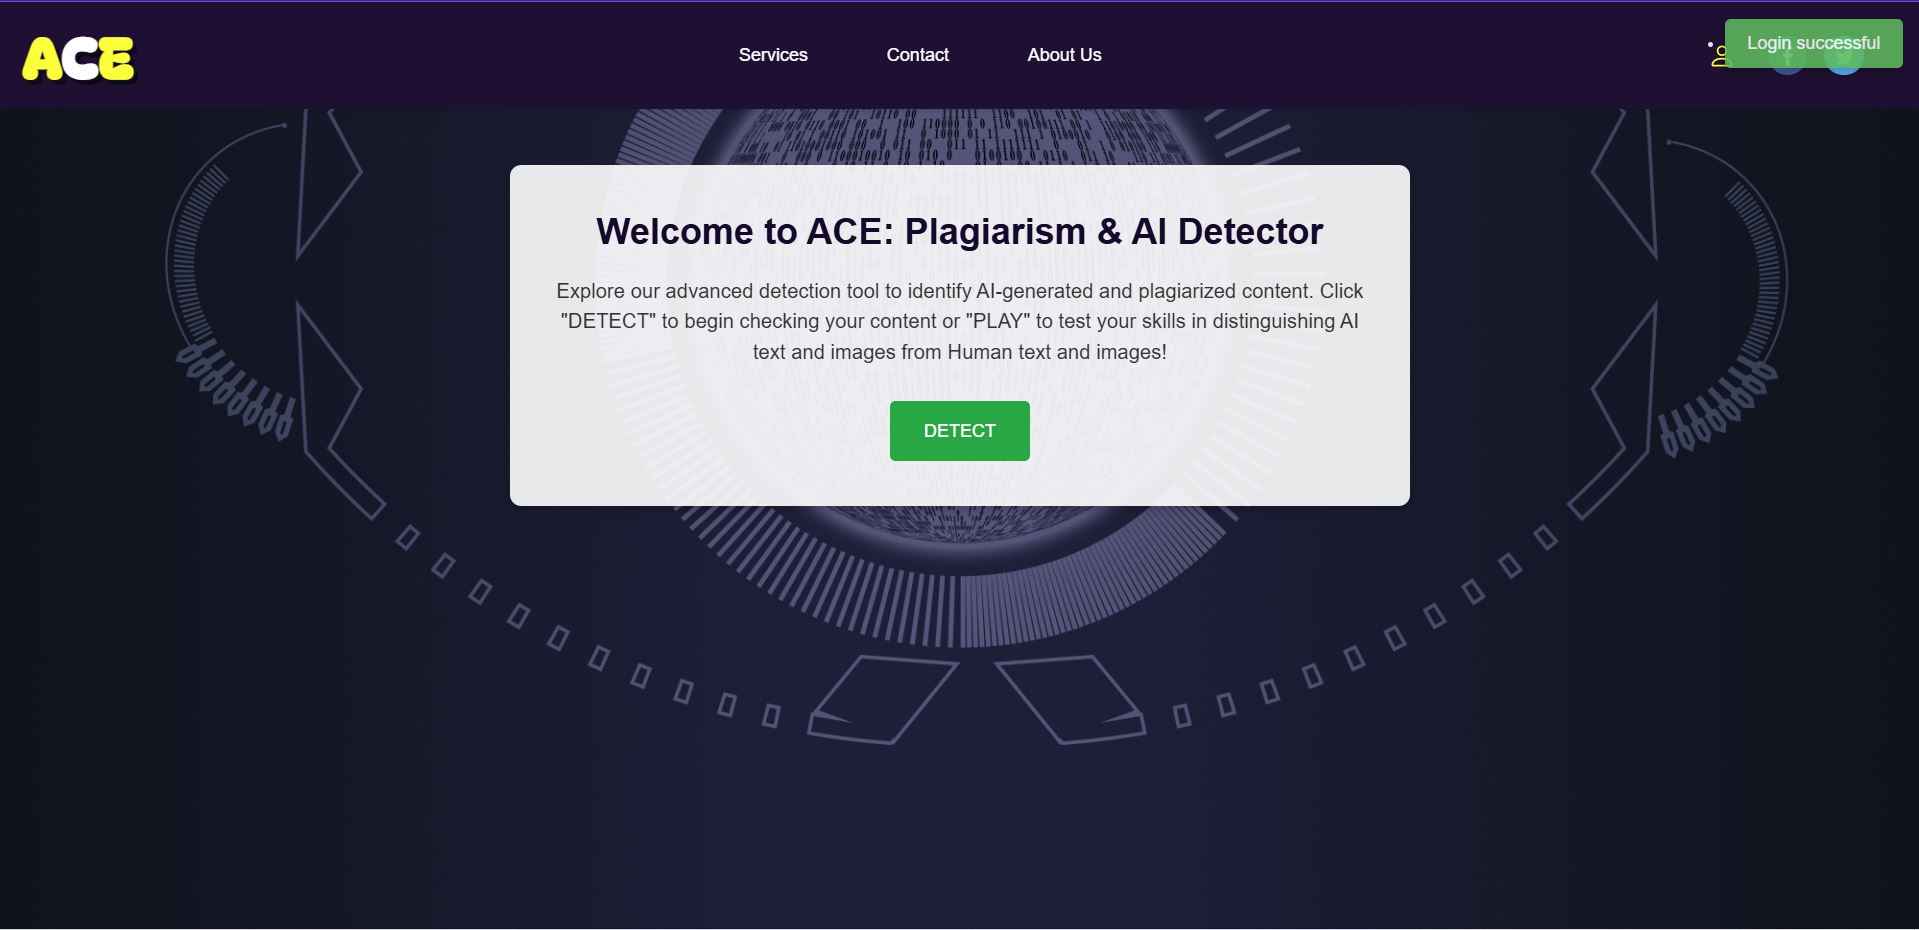 ACE
Services
Contact
About Us
Login successful
Welcome to ACE: Plagiarism & AI Detector
Explore our advanced detection tool to identify AI-generated and plagiarized content. Click
"DETECT" to begin checking your content or "PLAY" to test your skills in distinguishing AI
text and images from Human text and images!
DETECT